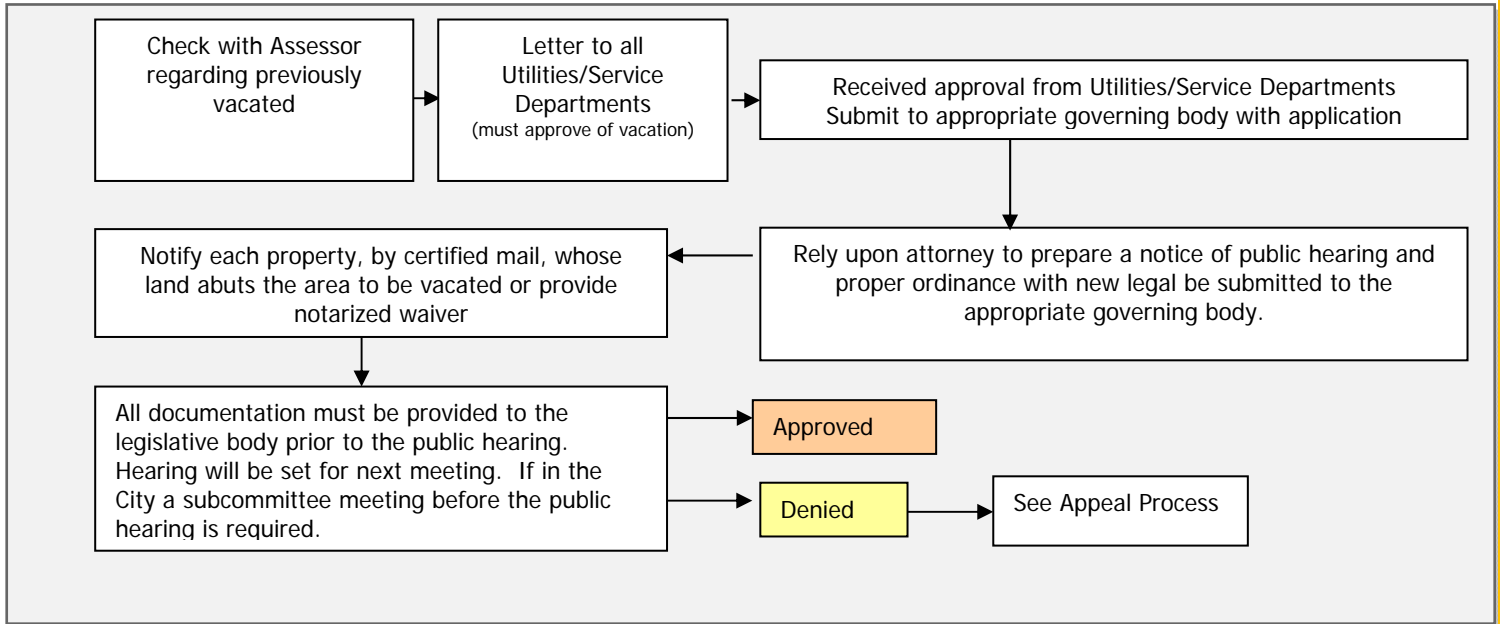 Check with Assessor
regarding previously
vacated
Letter to all
Utilities/Service
Departments
(must approve of vacation)
Received approval from Utilities/Service Departments
Submit to appropriate governing body with application
Rely upon attorney to prepare a notice of public hearing and
proper ordinance with new legal be submitted to the
appropriate governing body.
Notify each property, by certified mail, whose
land abuts the area to be vacated or provide
notarized waiver
All documentation must be provided to the
legislative body prior to the public hearing.
Hearing will be set for next meeting.  If in the
City a subcommittee meeting before the public
hearing is required.
Approved
Denied
See Appeal Process